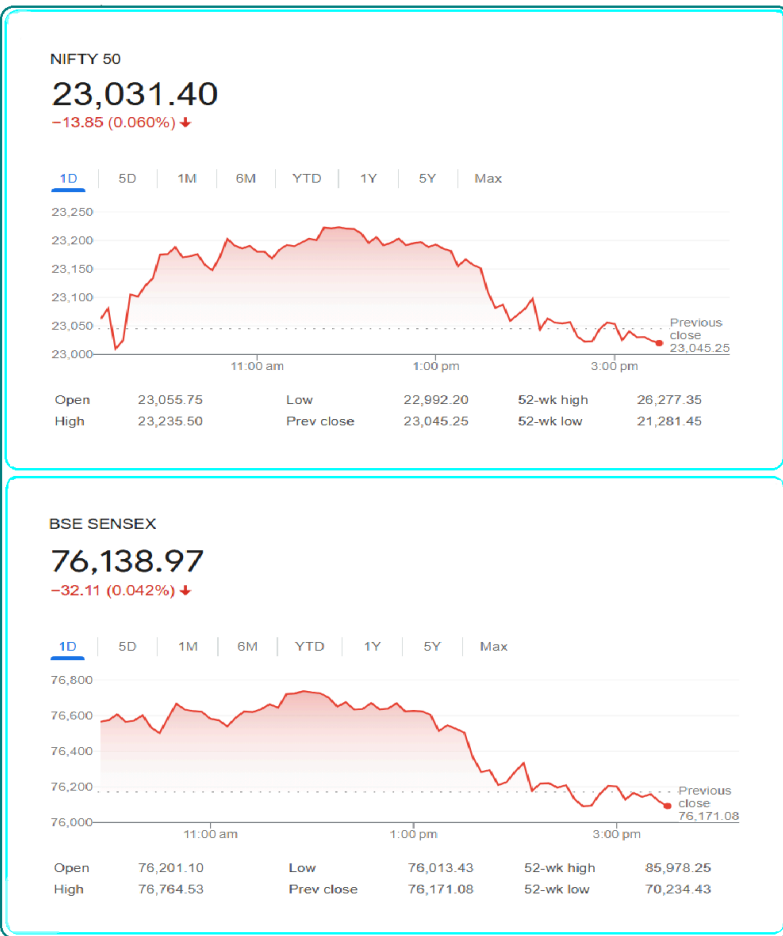 NIFTY 50
23,031.40
−13.85 (0.060%)
1D 5D 1M 6M YTD 1Y 5Y Max
23,250
23,200
23,150
23,100
23,050
23,000
Previous
close
23,045.25
11:00 am 1:00 pm 3:00 pm
Open 23,055.75 Low 22,992.20 52-wk high 26,277.35
High 23,235.50 Prev close 23,045.25 52-wk low 21,281.45
BSE SENSEX
76,138.97
−32.11 (0.042%)
1D 5D 1M 6M YTD 1Y 5Y Max
76,800
76,600
76,400
76,200
76,000
Previous
close
76,171.08
11:00 am 1:00 pm 3:00 pm
Open 76,201.10 Low 76,013.43 52-wk high 85,978.25
High 76,764.53 Prev close 76,171.08 52-wk low 70,234.43